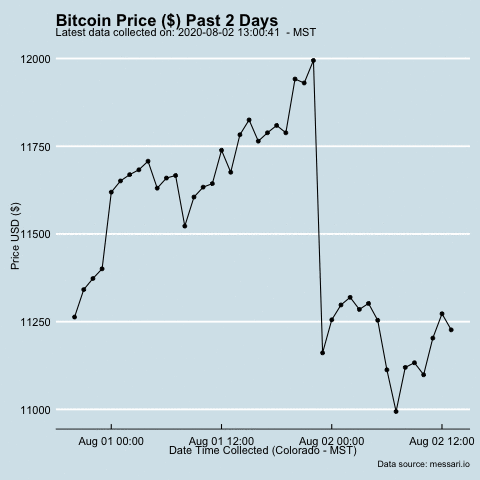 Bitcoin Price ($) Past 2 Days
Latest data collected on: 2020-08-02 13:00:41  - MST
12000
11750
11500
11250
11000
Price USD ($)
Aug 01 00:00 Aug 01 12:00 Aug 02 00:00 Aug 02 12:00
Date Time Collected (Colorado - MST)
Data source: messari.io